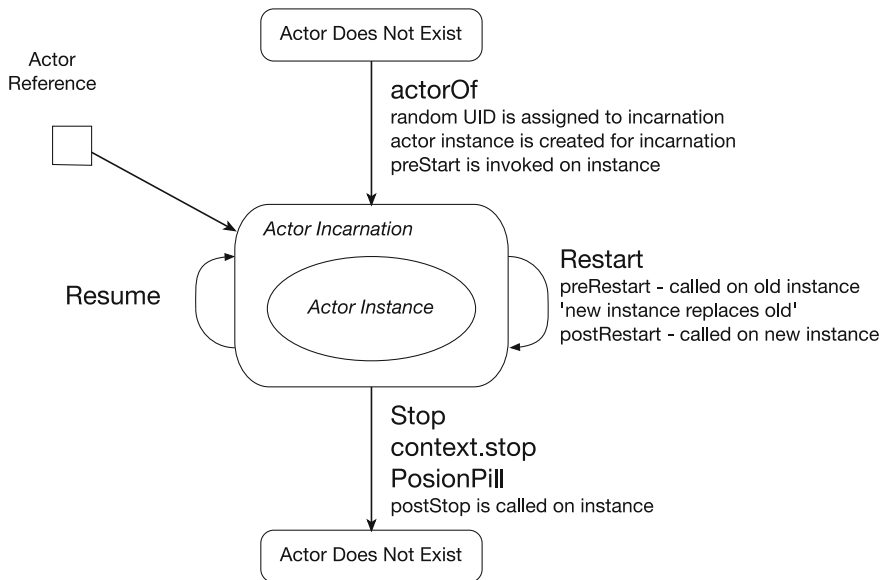 Actor Does Not Exist
Actor
Reference
actorOf
random UID is assigned to incarnation
actor instance is created for incarnation
preStart is invoked on instance
Actor Incarnation
Actor Instance
Resume
Restart
preRestart - called on old instance
'new instance replaces old'
postRestart - called on new instance
Stop
context.stop
PosionPill
postStop is called on instance
Actor Does Not Exist